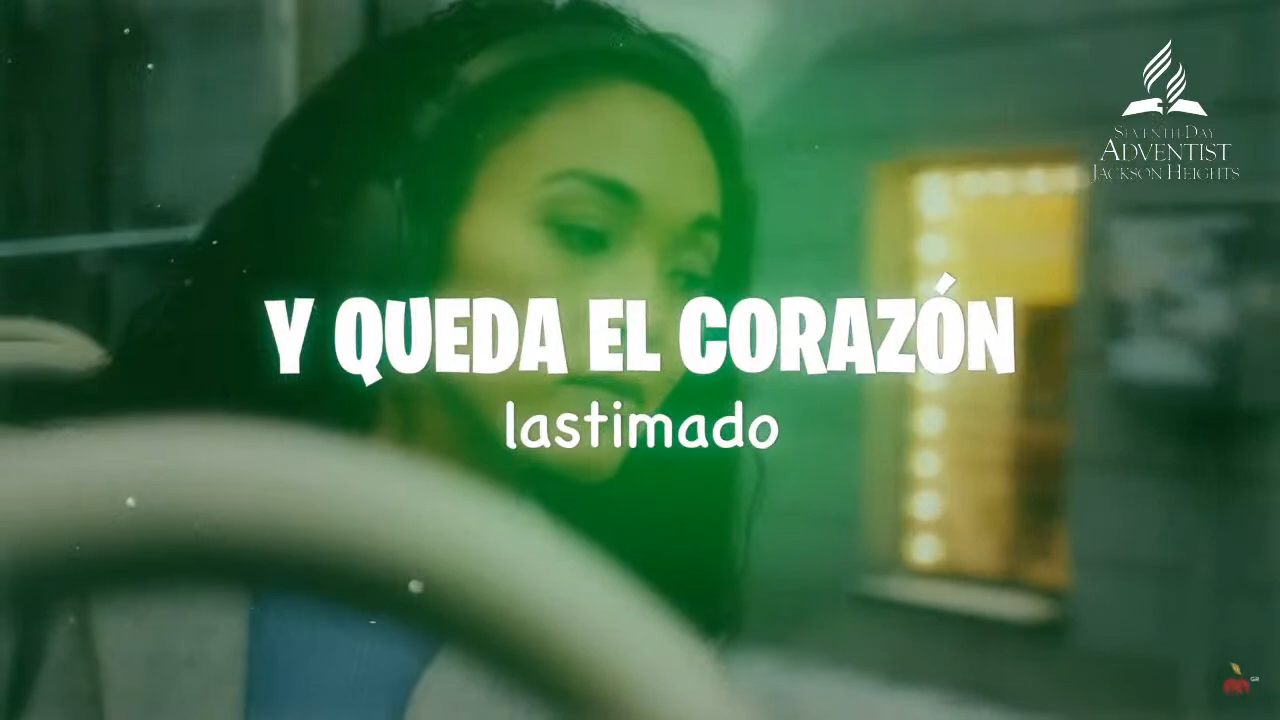 SEVENTH DAY
ADVENTIST
JACKSON HEIGHTS
Y QUEDA EL CORAZÓN
lastimado